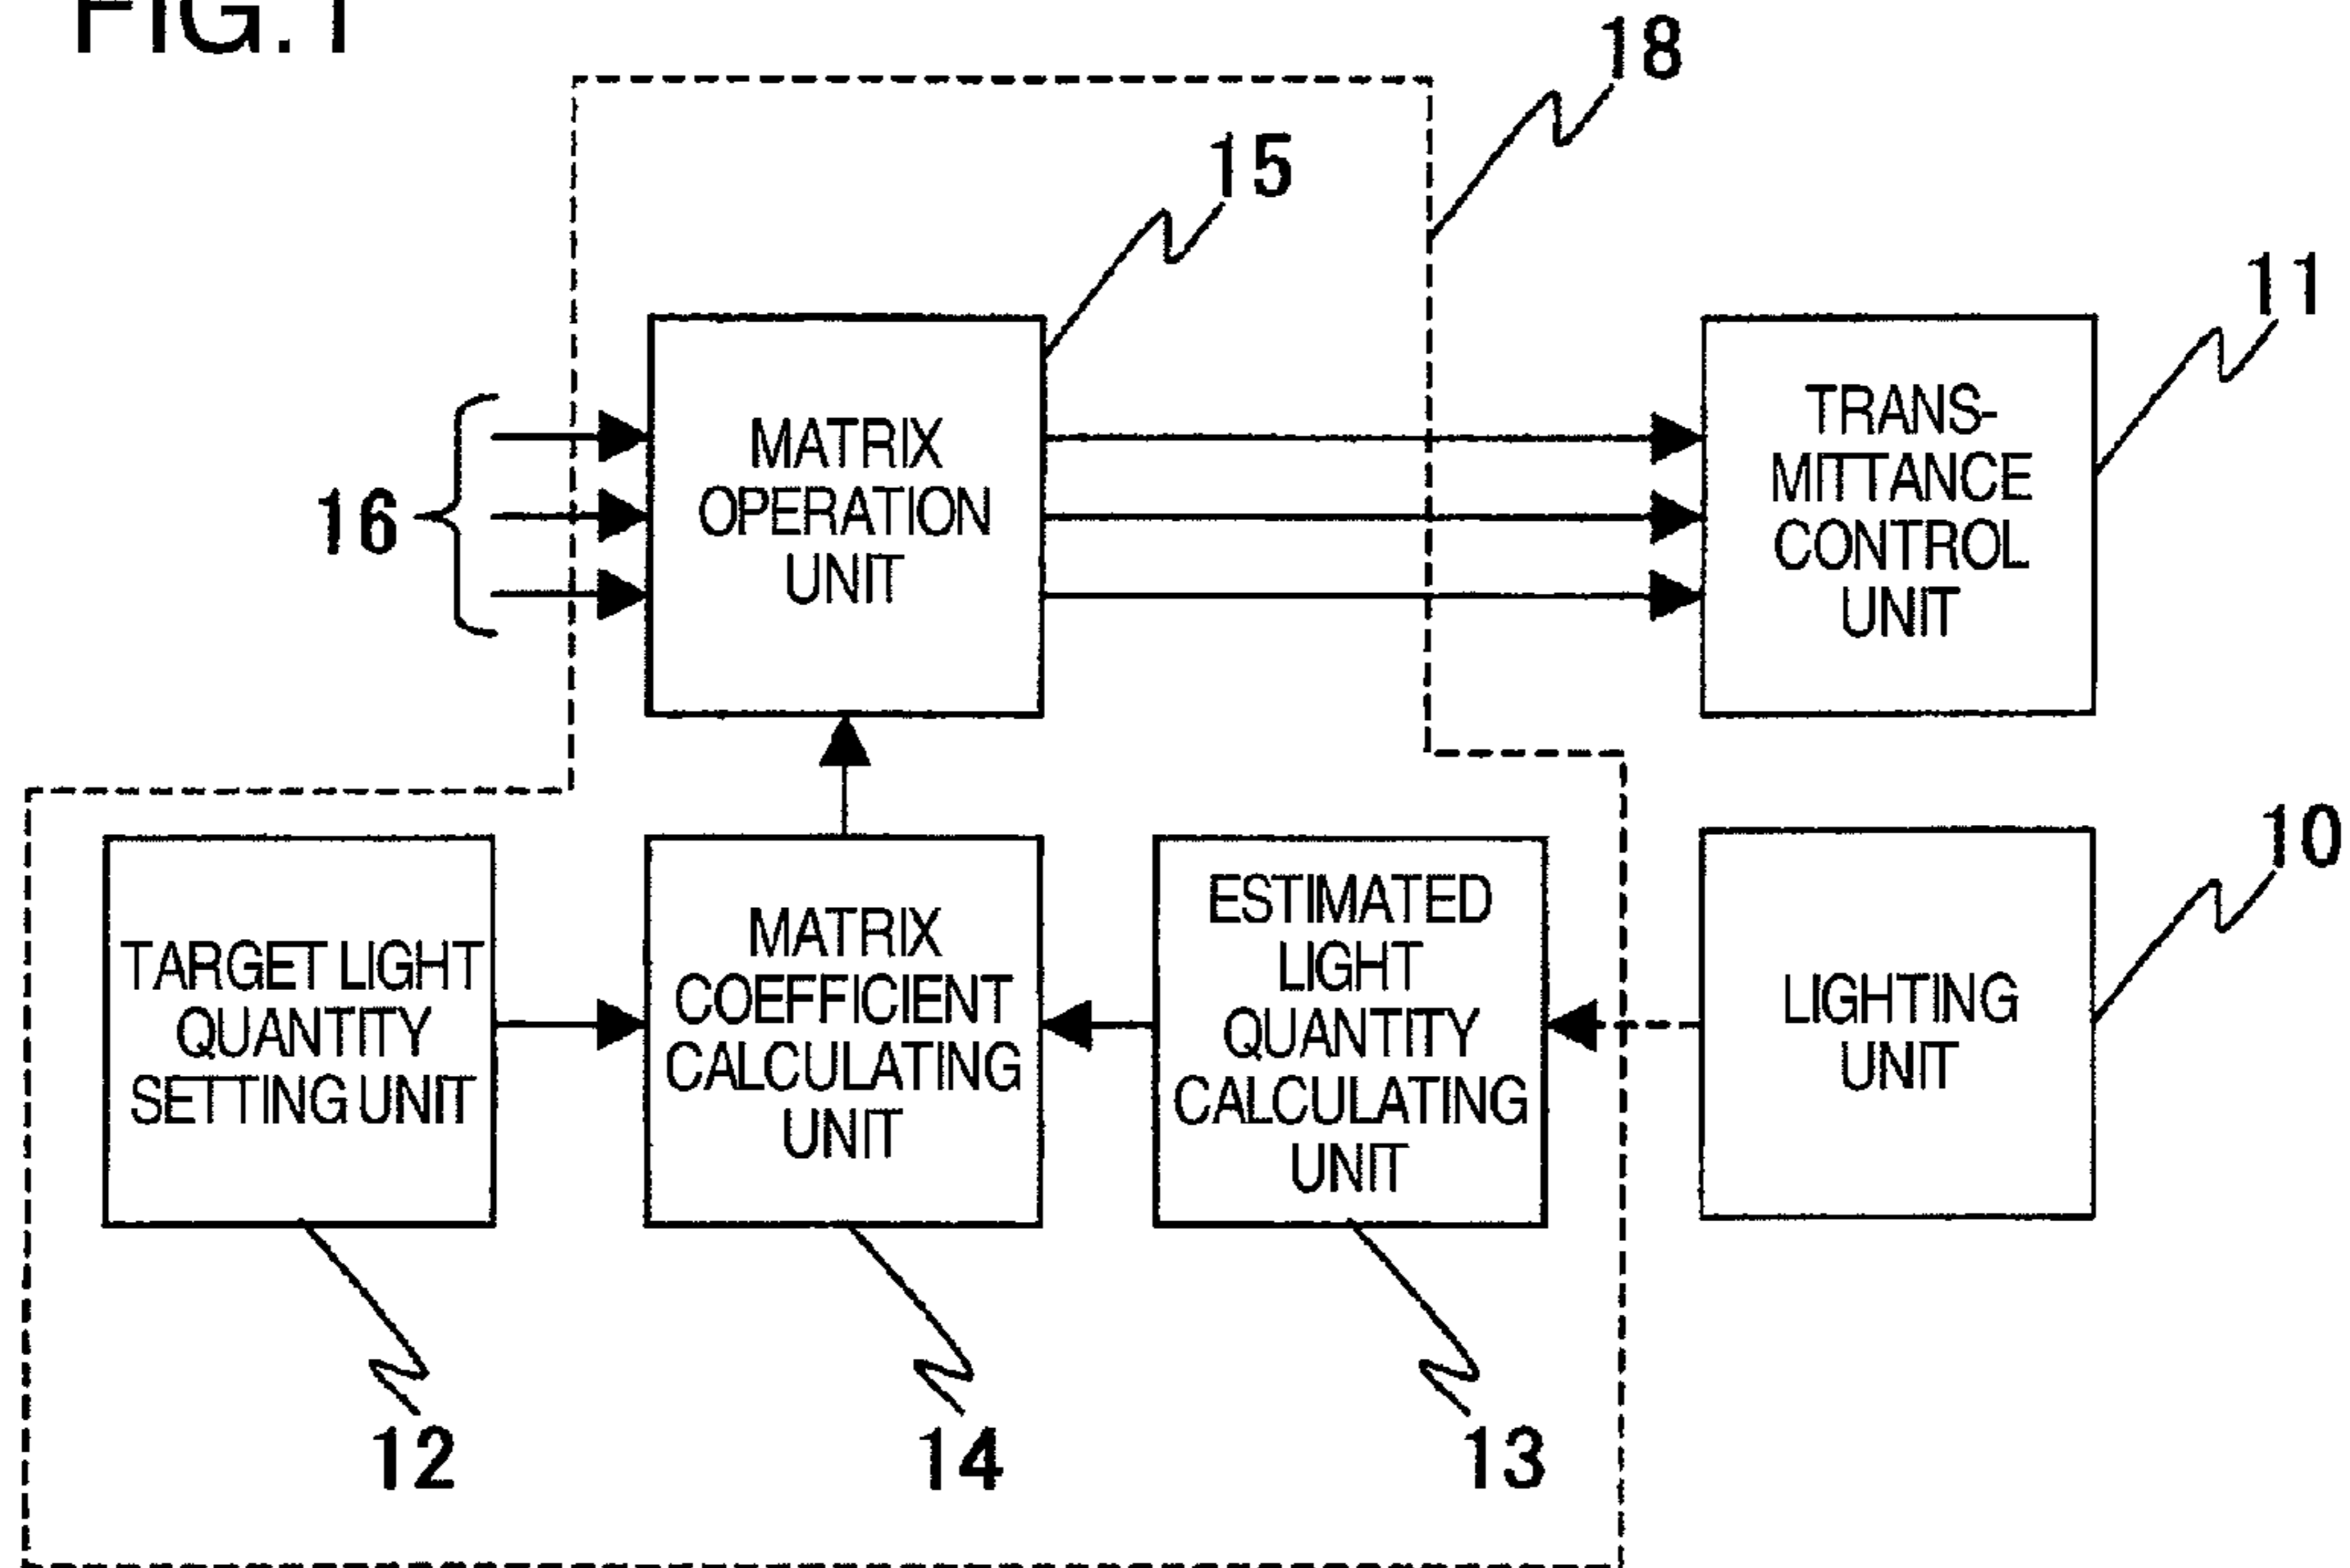 FIG.1
18
15
11
16
MATRIX
OPERATION
UNIT
TRANS-
MITTANCE
CONTROL
UNIT
10
TARGET LIGHT
QUANTITY
SETTING UNIT
MATRIX
COEFFICIENT
CALCULATING
UNIT
ESTIMATED
LIGHT
QUANTITY
CALCULATING
UNIT
LIGHTING
UNIT
12
14
13